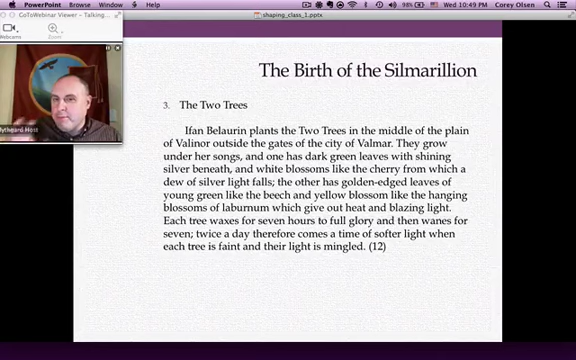 PowerPoint Browse Window Help
98% Wed 10:49 PM Corey Olsen
GoToWebinar Viewer – Talking...
shaping_class_1.pptx
Webcams
Zoom
Mythgard Host
The Birth of the Silmarillion
3. The Two Trees
Ifan Belaurin plants the Two Trees in the middle of the plain
of Valinor outside the gates of the city of Valmar. They grow
under her songs, and one has dark green leaves with shining
silver beneath, and white blossoms like the cherry from which a
dew of silver light falls; the other has golden-edged leaves of
young green like the beech and yellow blossom like the hanging
blossoms of laburnum which give out heat and blazing light.
Each tree waxes for seven hours to full glory and then wanes for
seven; twice a day therefore comes a time of softer light when
each tree is faint and their light is mingled. (12)